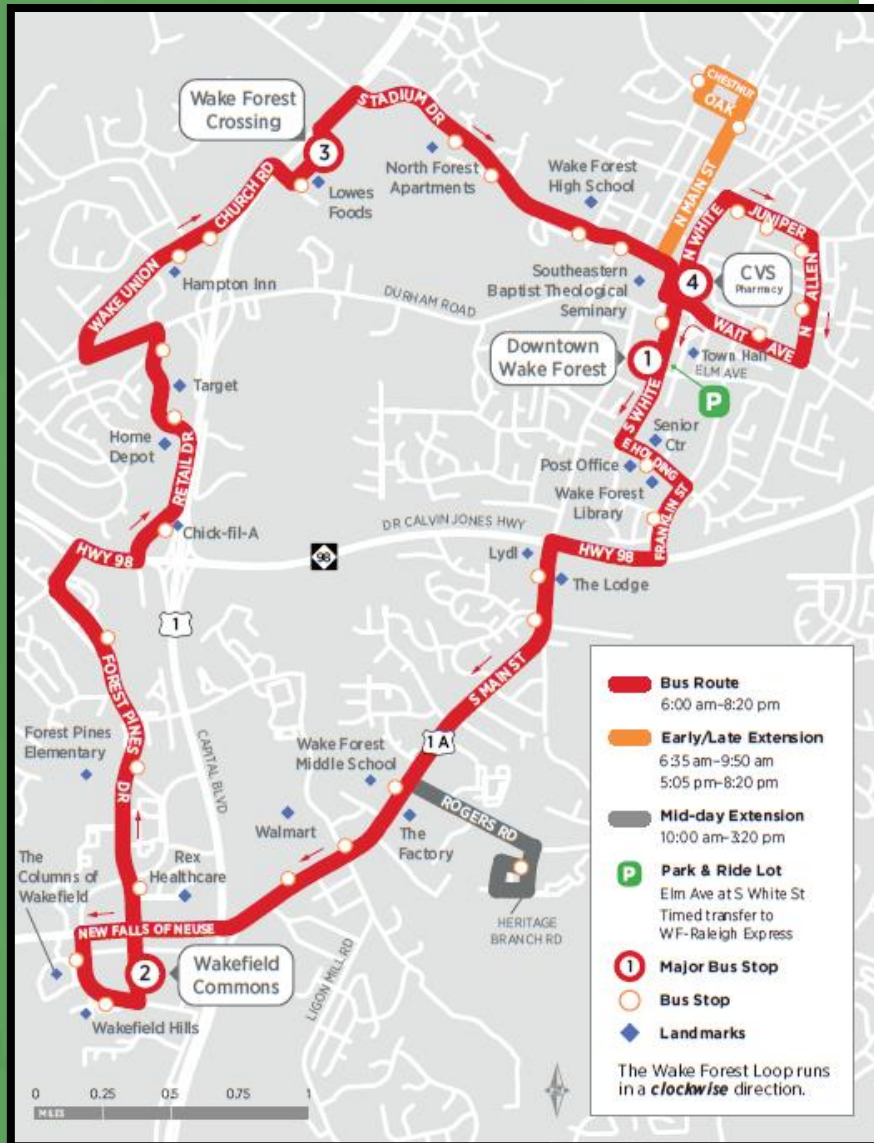 CHESTNUT
OAK
Wake Forest
Crossing
STADIUM DR
3
N MAIN ST
North Forest
Apartments
Wake Forest
High School
Lowes
Foods
CHURCH RD
WAKE UNION
Hampton Inn
N WHITE
JUNIPER
N ALLEN
4
CVS
Pharmacy
Southeastern
Baptist Theological
Seminary
DURHAM ROAD
WAIT AVE
Downtown
Wake Forest
1
Town Hall
ELM AVE
P
Target
S WHITE
Senior
Ctr
Home
Depot
RETAIL DR
E HOLDING
Post Office
Wake Forest
Library
FRANKLIN ST
Chick-fil-A
DR CALVIN JONES HWY
HWY 98
98
Lydl
HWY 98
The Lodge
1
FOREST PINES DR
S MAIN ST
1A
Forest Pines
Elementary
CAPITAL BLVD
Wake Forest
Middle School
ROGERS RD
Walmart
The
Factory
The
Columns of
Wakefield
Rex
Healthcare
HERITAGE
BRANCH RD
NEW FALLS OF NEUSE
LIGON MILL RD
2
Wakefield
Commons
Wakefield Hills
0 0.25 0.5 0.75 1
MILES
Bus Route
6:00 am–8:20 pm
Early/Late Extension
6:35 am–9:50 am
5:05 pm–8:20 pm
Mid-day Extension
10:00 am–3:20 pm
P Park & Ride Lot
Elm Ave at S White St
Timed transfer to
WF-Raleigh Express
1 Major Bus Stop
Bus Stop
Landmarks
The Wake Forest Loop runs
in a clockwise direction.